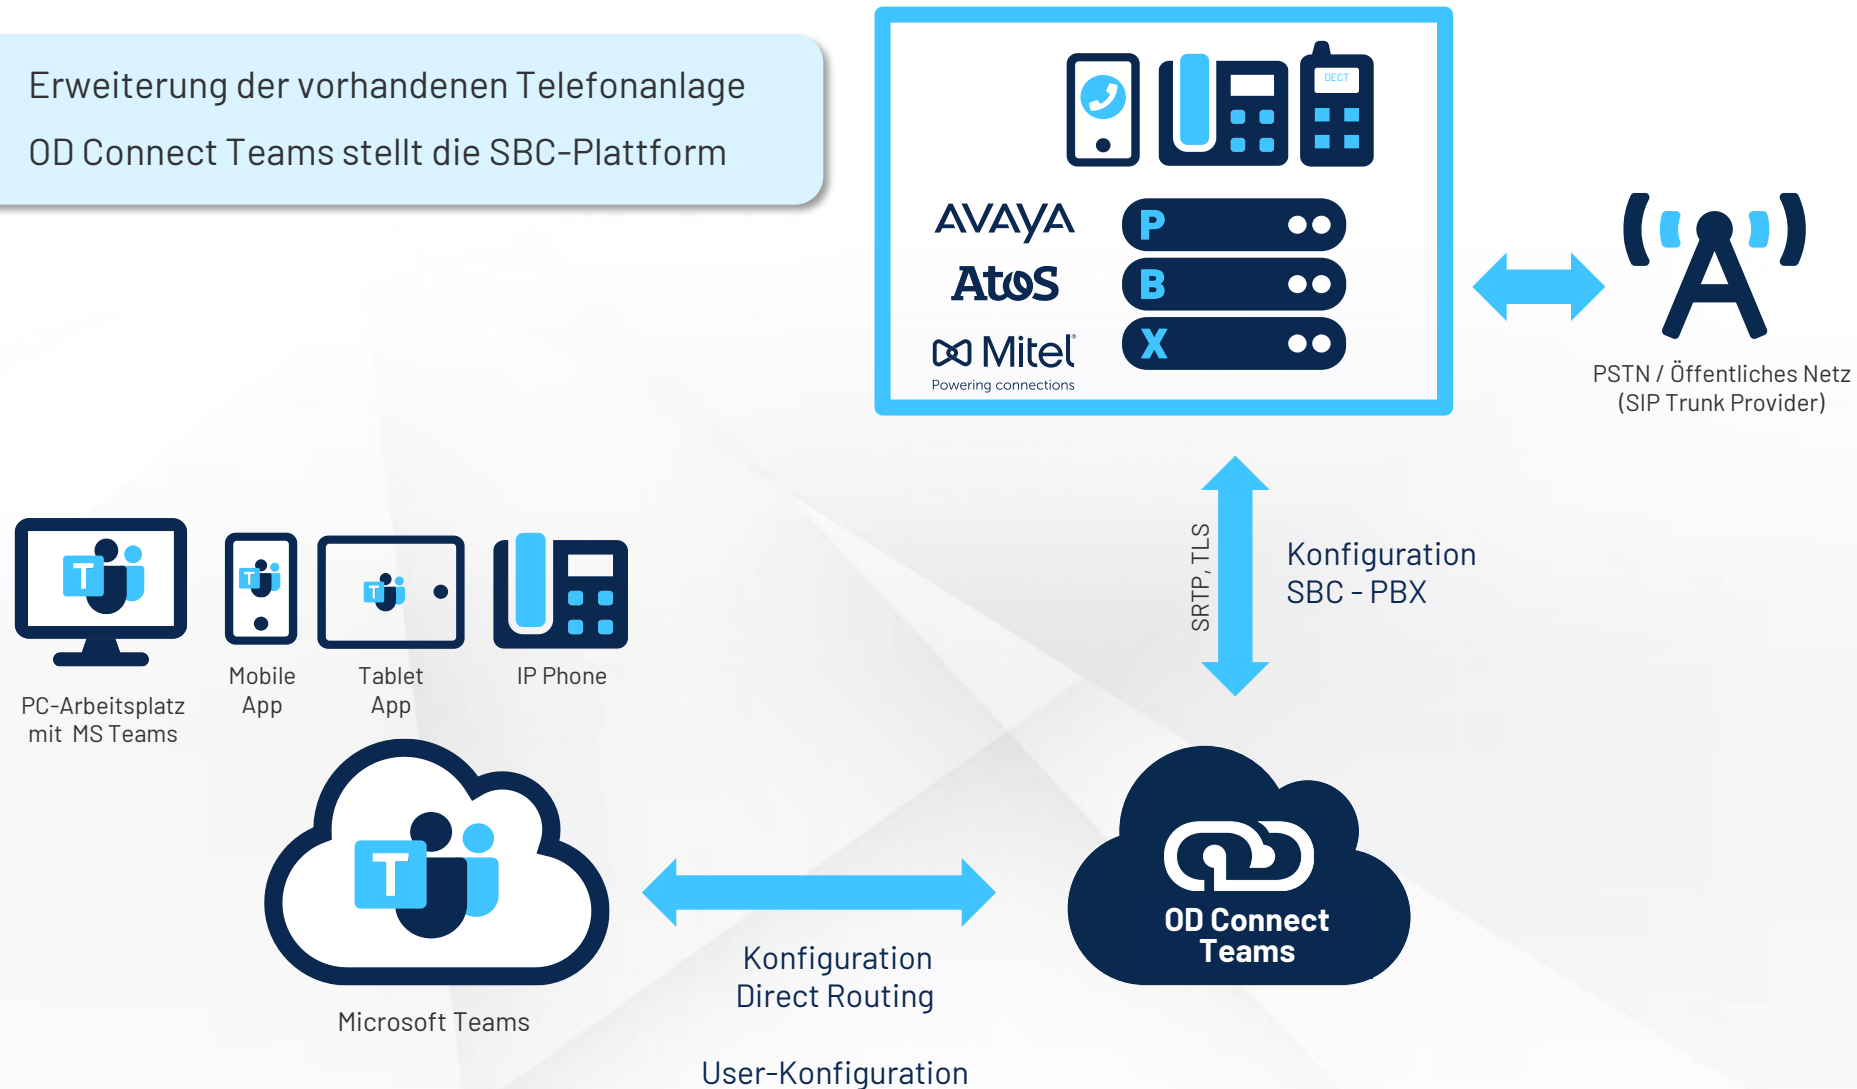 Erweiterung der vorhandenen Telefonanlage
OD Connect Teams stellt die SBC-Plattform
DECT
AVAYA
Atos
Mitel®
Powering connections
P
B
X
PSTN / Öffentliches Netz
(SIP Trunk Provider)
SRTP, TLS
Konfiguration
SBC - PBX
T
T
T
PC-Arbeitsplatz
mit MS Teams
Mobile
App
Tablet
App
IP Phone
T
Microsoft Teams
Konfiguration
Direct Routing
User-Konfiguration
OD Connect
Teams